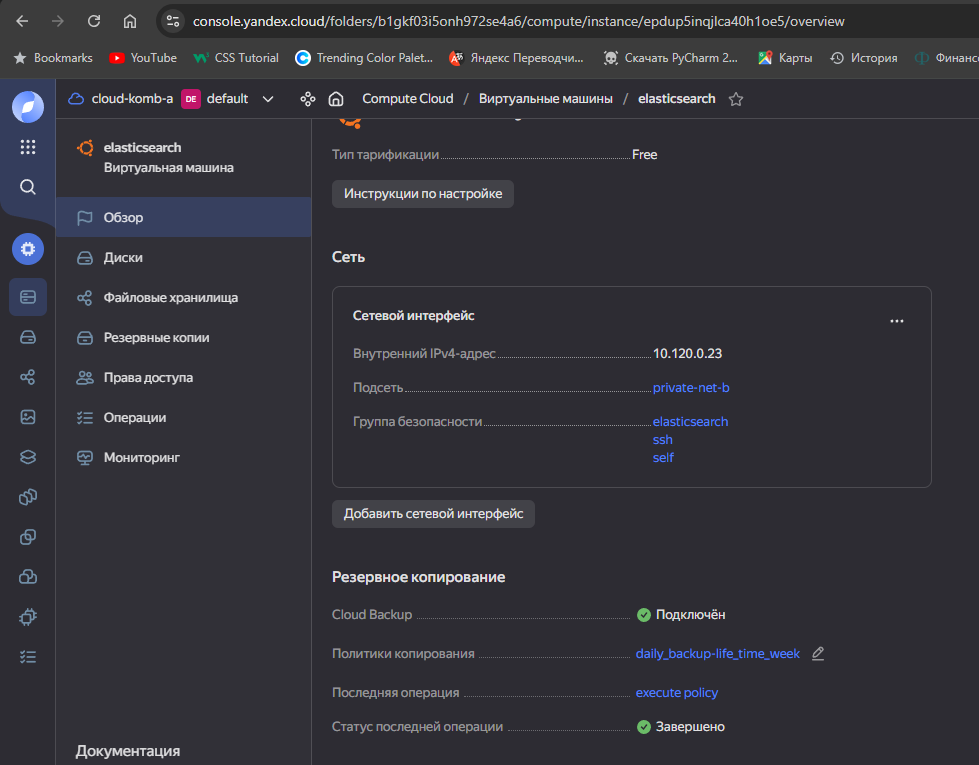 console.yandex.cloud/folders/b1gkf03i5onh972se4a6/compute/instance/epdup5inqjlca40h1oe5/overview
Bookmarks YouTube CSS Tutorial Trending Color Palet... Яндекс Переводчи... Скачать PyCharm 2... Карты История Финанс
cloud-komb-a DE default Compute Cloud / Виртуальные машины / elasticsearch
elasticsearch
Виртуальная машина
Обзор
Диски
Файловые хранилища
Резервные копии
Права доступа
Операции
Мониторинг
Документация
Тип тарификации Free
Инструкции по настройке
Сеть
Сетевой интерфейс
Внутренний IPv4-адрес 10.120.0.23
Подсеть private-net-b
Группа безопасности elasticsearch
ssh
self
Добавить сетевой интерфейс
Резервное копирование
Cloud Backup Подключён
Политики копирования daily_backup-life_time_week
Последняя операция execute policy
Статус последней операции Завершено